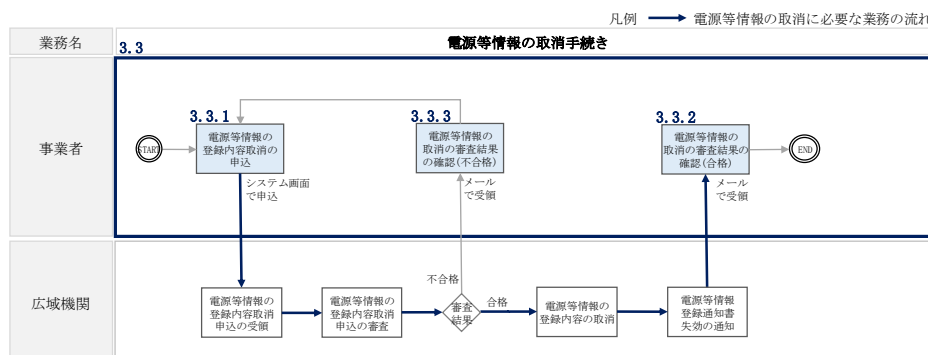 凡例 電源等情報の取消に必要な業務の流れ
業務名
3.3
電源等情報の取消手続き
事業者
START
3.3.1
電源等情報の
登録内容取消の
申込
システム画面
で申込
3.3.3
電源等情報の
取消の審査結果
の確認(不合格)
メール
で受領
3.3.2
電源等情報の
取消の審査結果の
確認(合格)
メール
で受領
END
広域機関
電源等情報の
登録内容取消
申込の受領
電源等情報の
登録内容取消
申込の審査
不合格
審査
結果
合格
電源等情報の
登録内容の取消
電源等情報
登録通知書
失効の通知